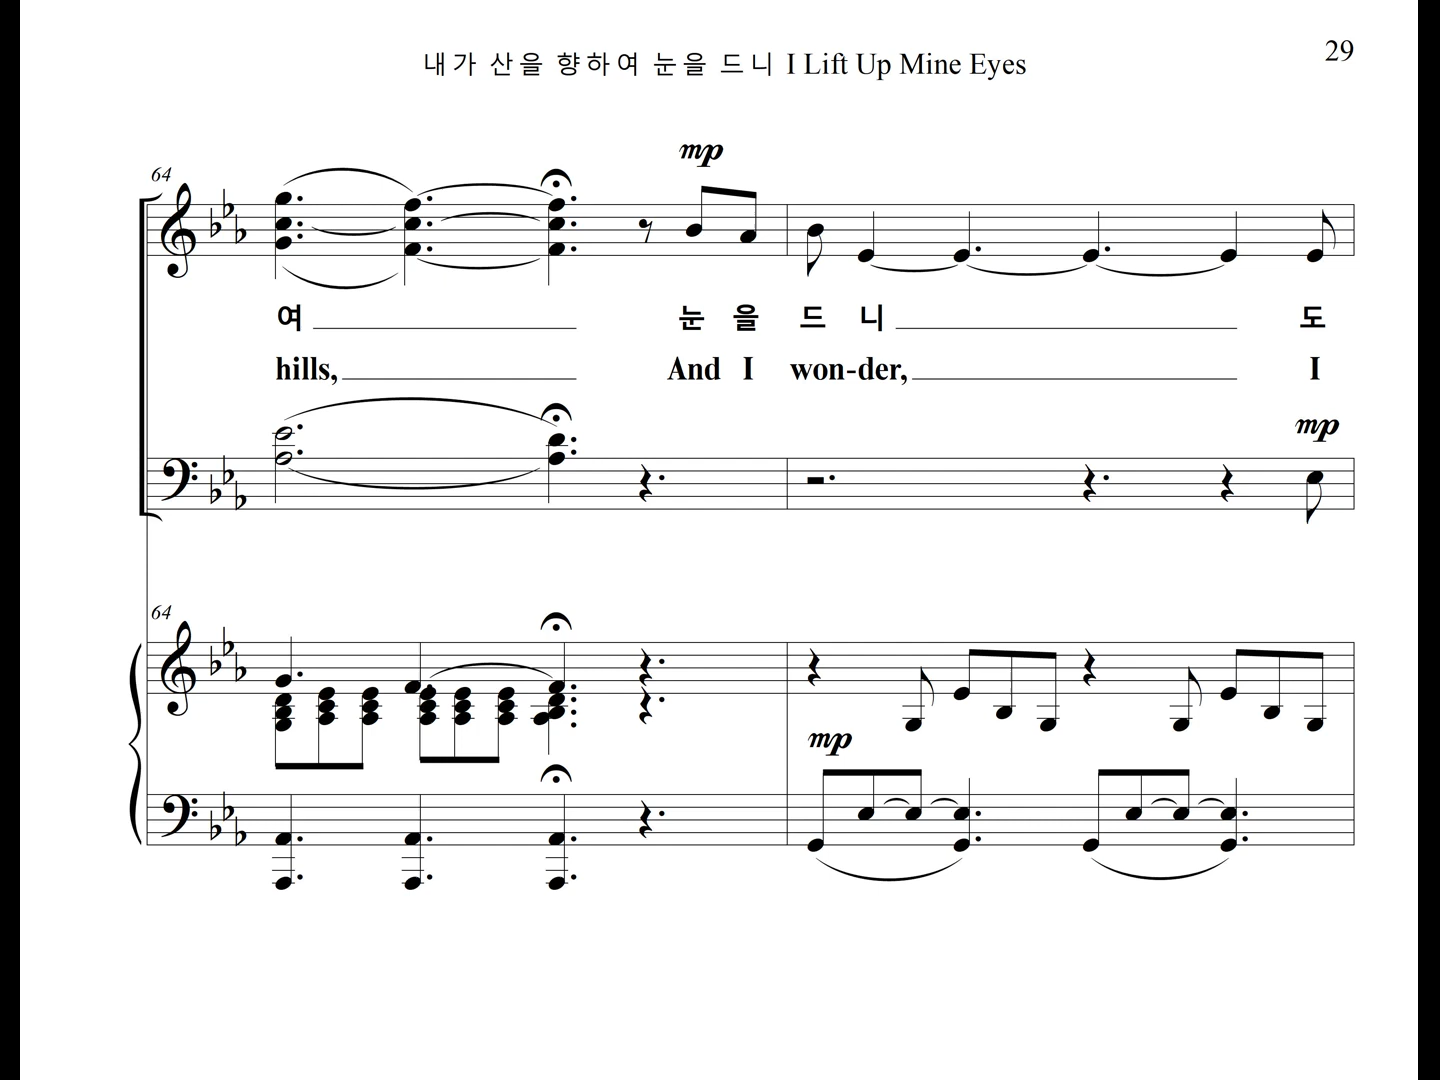 내가 산을 향하여 눈을 드니 I Lift Up Mine Eyes
29
64
mp
여 눈 을 드 니 도
hills, And I won-der, I
mp
64
mp